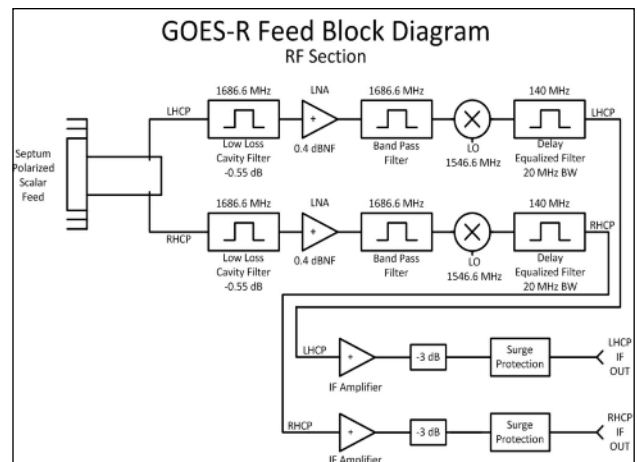 GOES-R Feed Block Diagram
RF Section
1686.6 MHz
LNA
1686.6 MHz
140 MHz
LHCP
+
LHCP
Low Loss
Cavity Filter
-0.55 dB
0.4 dBNF
Band Pass
Filter
LO
1546.6 MHz
Delay
Equalized Filter
20 MHz BW
Septum
Polarized
Scalar
Feed
1686.6 MHz
LNA
1686.6 MHz
140 MHz
RHCP
+
RHCP
Low Loss
Cavity Filter
-0.55 dB
0.4 dBNF
Band Pass
Filter
LO
1546.6 MHz
Delay
Equalized Filter
20 MHz BW
LHCP
+
IF Amplifier
-3 dB
Surge
Protection
LHCP
IF
OUT
RHCP
+
IF Amplifier
-3 dB
Surge
Protection
RHCP
IF
OUT